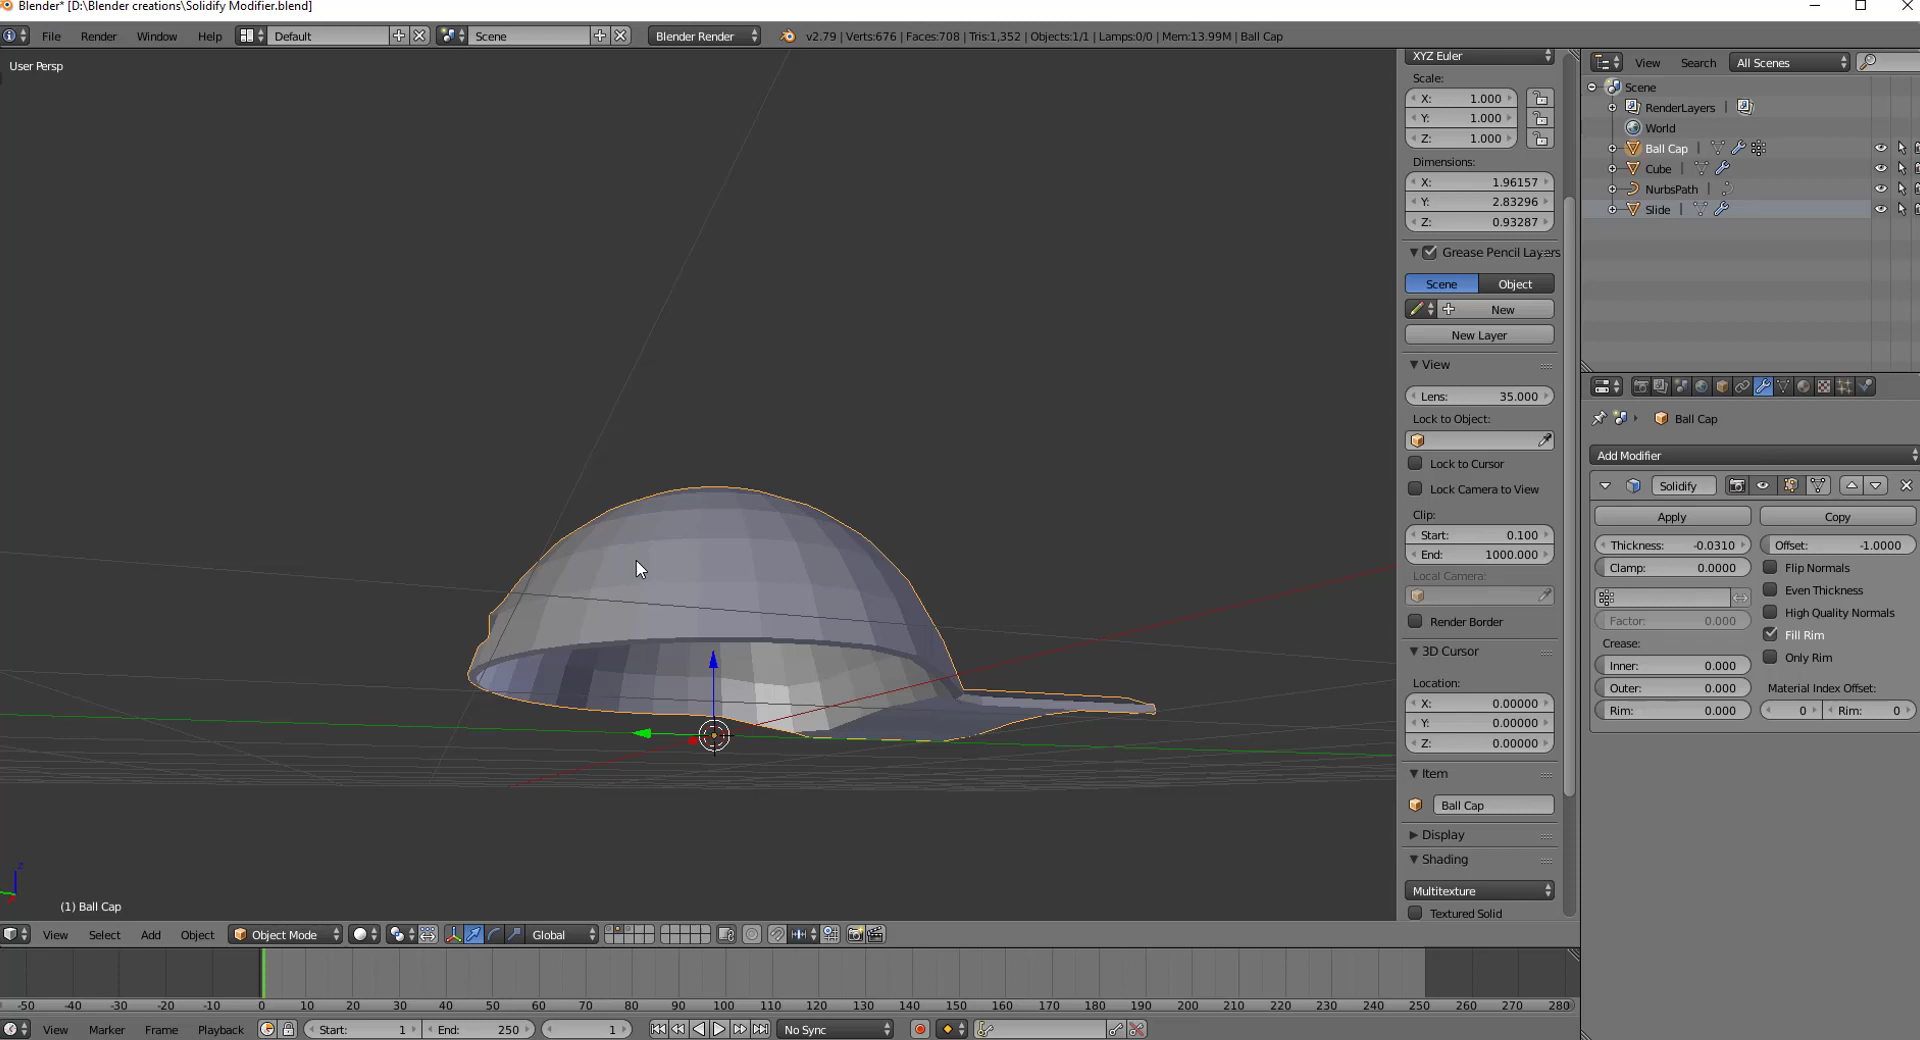 Blender* [D:\Blender creations\Solidify Modifier.blend]
File Render Window Help Default Scene Blender Render v2.79 | Verts:676 | Faces:708 | Tris:1,352 | Objects:1/1 | Lamps:0/0 | Mem:13.99M | Ball Cap
User Persp
(1) Ball Cap
XYZ Euler
Scale:
X: 1.000
Y: 1.000
Z: 1.000
Dimensions:
X: 1.96157
Y: 2.83296
Z: 0.93287
Grease Pencil Layers
Scene Object
New
New Layer
View
Lens: 35.000
Lock to Object:
Lock to Cursor
Lock Camera to View
Clip:
Start: 0.100
End: 1000.000
Local Camera:
Render Border
3D Cursor
Location:
X: 0.00000
Y: 0.00000
Z: 0.00000
Item
Ball Cap
Display
Shading
Multitexture
Textured Solid
View Search All Scenes
Scene
RenderLayers |
World
Ball Cap |
Cube |
NurbsPath |
Slide |
Ball Cap
Add Modifier
Solidify
Apply Copy
Thickness: -0.0310 Offset: -1.0000
Clamp: 0.0000 Flip Normals
Even Thickness
High Quality Normals
Factor: 0.000
Fill Rim
Crease:
Only Rim
Inner: 0.000
Outer: 0.000 Material Index Offset:
Rim: 0.000 0 Rim: 0
View Select Add Object Object Mode Global
-50 -40 -30 -20 -10 0 10 20 30 40 50 60 70 80 90 100 110 120 130 140 150 160 170 180 190 200 210 220 230 240 250 260 270 280
View Marker Frame Playback Start: 1 End: 250 1 No Sync
z